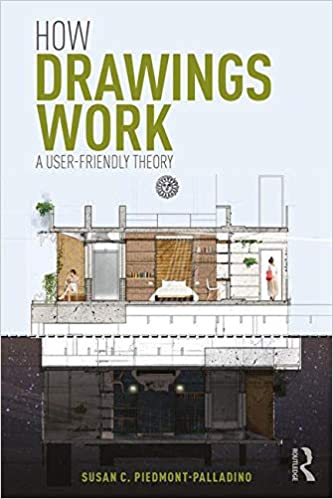 HOW
DRAWINGS
WORK
A USER-FRIENDLY THEORY
SUSAN C. PIEDMONT-PALLADINO
R
ROUTLEDGE